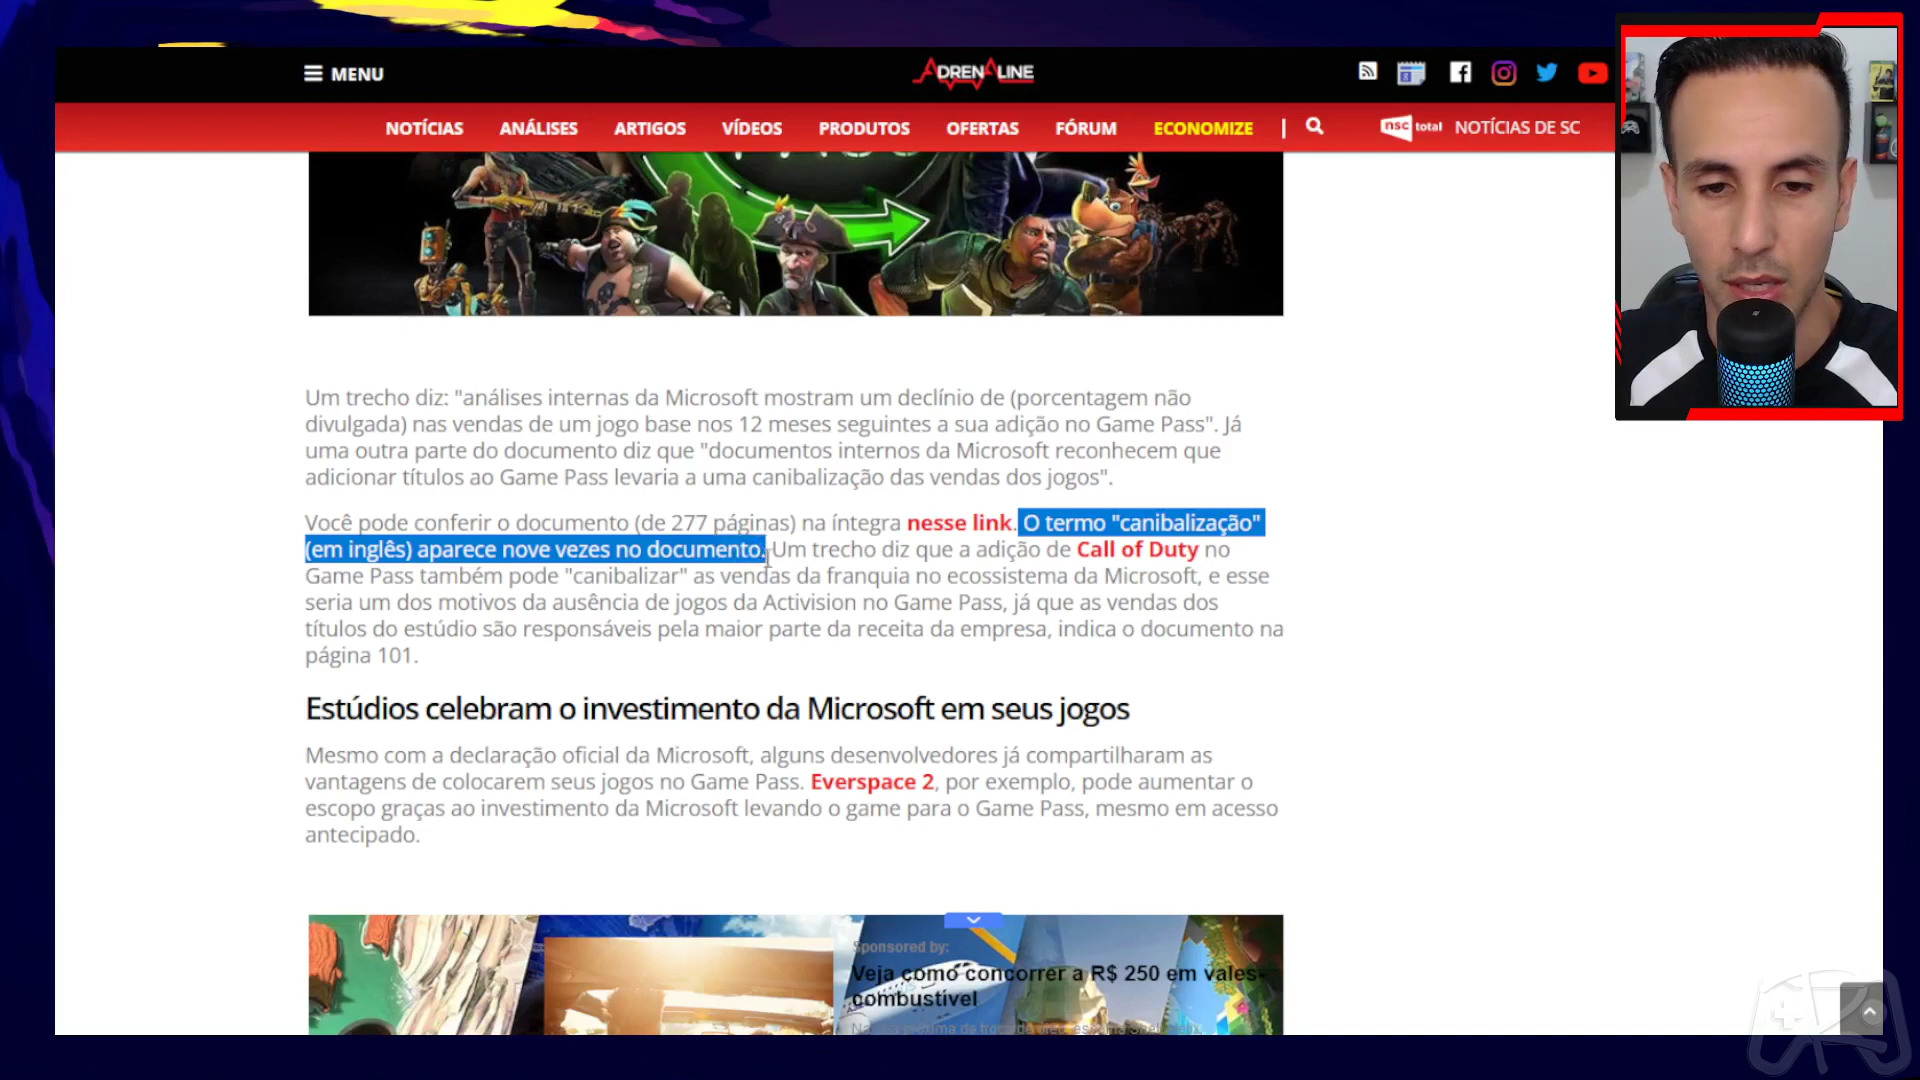 MENU
ADRENALINE
NOTÍCIAS ANÁLISES ARTIGOS VÍDEOS PRODUTOS OFERTAS FÓRUM ECONOMIZE | nsc total NOTÍCIAS DE SC
Um trecho diz: "análises internas da Microsoft mostram um declínio de (porcentagem não
divulgada) nas vendas de um jogo base nos 12 meses seguintes a sua adição no Game Pass". Já
uma outra parte do documento diz que "documentos internos da Microsoft reconhecem que
adicionar títulos ao Game Pass levaria a uma canibalização das vendas dos jogos".
Você pode conferir o documento (de 277 páginas) na íntegra nesse link. O termo "canibalização"
(em inglês) aparece nove vezes no documento. Um trecho diz que a adição de Call of Duty no
Game Pass também pode "canibalizar" as vendas da franquia no ecossistema da Microsoft, e esse
seria um dos motivos da ausência de jogos da Activision no Game Pass, já que as vendas dos
títulos do estúdio são responsáveis pela maior parte da receita da empresa, indica o documento na
página 101.
Estúdios celebram o investimento da Microsoft em seus jogos
Mesmo com a declaração oficial da Microsoft, alguns desenvolvedores já compartilharam as
vantagens de colocarem seus jogos no Game Pass. Everspace 2, por exemplo, pode aumentar o
escopo graças ao investimento da Microsoft levando o game para o Game Pass, mesmo em acesso
antecipado.
Sponsored by:
Veja como concorrer a R$ 250 em vales-
combustível